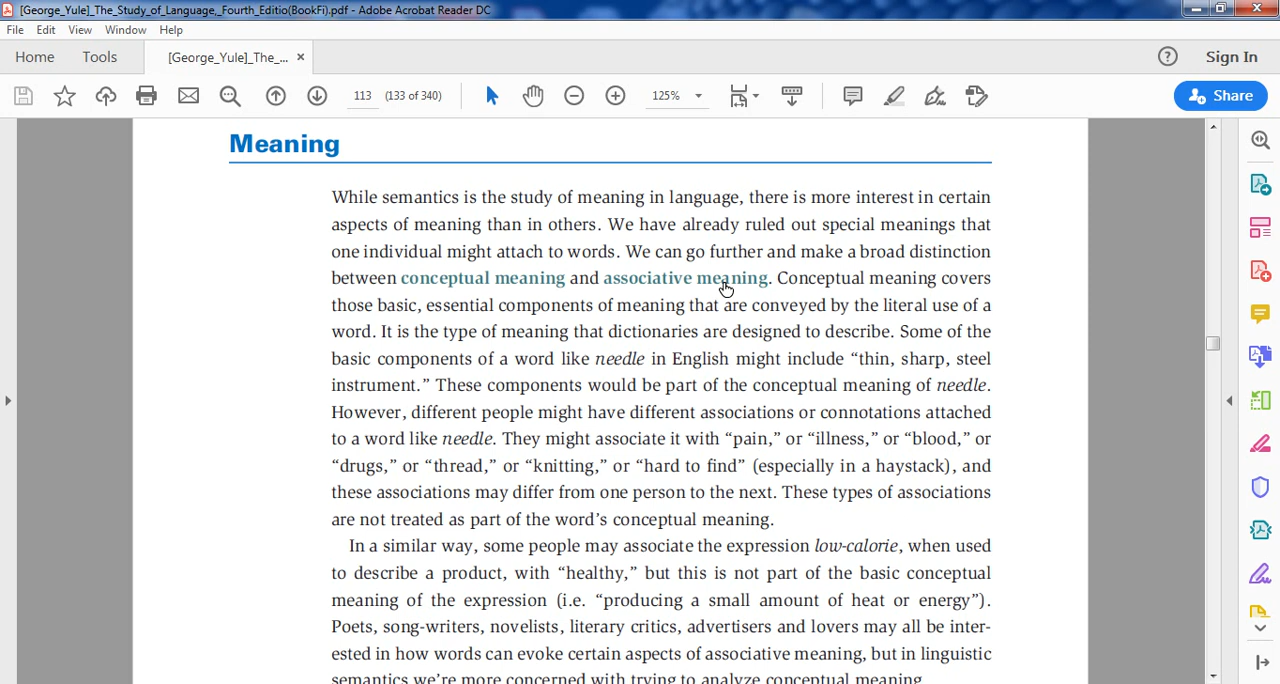 [George_Yule]_The_Study_of_Language,_Fourth_Editio(BookFi).pdf - Adobe Acrobat Reader DC
File Edit View Window Help
Home Tools [George_Yule]_The_... × Sign In
113 (133 of 340) 125% Share
Meaning
While semantics is the study of meaning in language, there is more interest in certain
aspects of meaning than in others. We have already ruled out special meanings that
one individual might attach to words. We can go further and make a broad distinction
between conceptual meaning and associative meaning. Conceptual meaning covers
those basic, essential components of meaning that are conveyed by the literal use of a
word. It is the type of meaning that dictionaries are designed to describe. Some of the
basic components of a word like needle in English might include “thin, sharp, steel
instrument.” These components would be part of the conceptual meaning of needle.
However, different people might have different associations or connotations attached
to a word like needle. They might associate it with “pain,” or “illness,” or “blood,” or
“drugs,” or “thread,” or “knitting,” or “hard to find” (especially in a haystack), and
these associations may differ from one person to the next. These types of associations
are not treated as part of the word’s conceptual meaning.
In a similar way, some people may associate the expression low-calorie, when used
to describe a product, with “healthy,” but this is not part of the basic conceptual
meaning of the expression (i.e. “producing a small amount of heat or energy”).
Poets, song-writers, novelists, literary critics, advertisers and lovers may all be inter-
ested in how words can evoke certain aspects of associative meaning, but in linguistic
semantics we’re more concerned with trying to analyze conceptual meaning